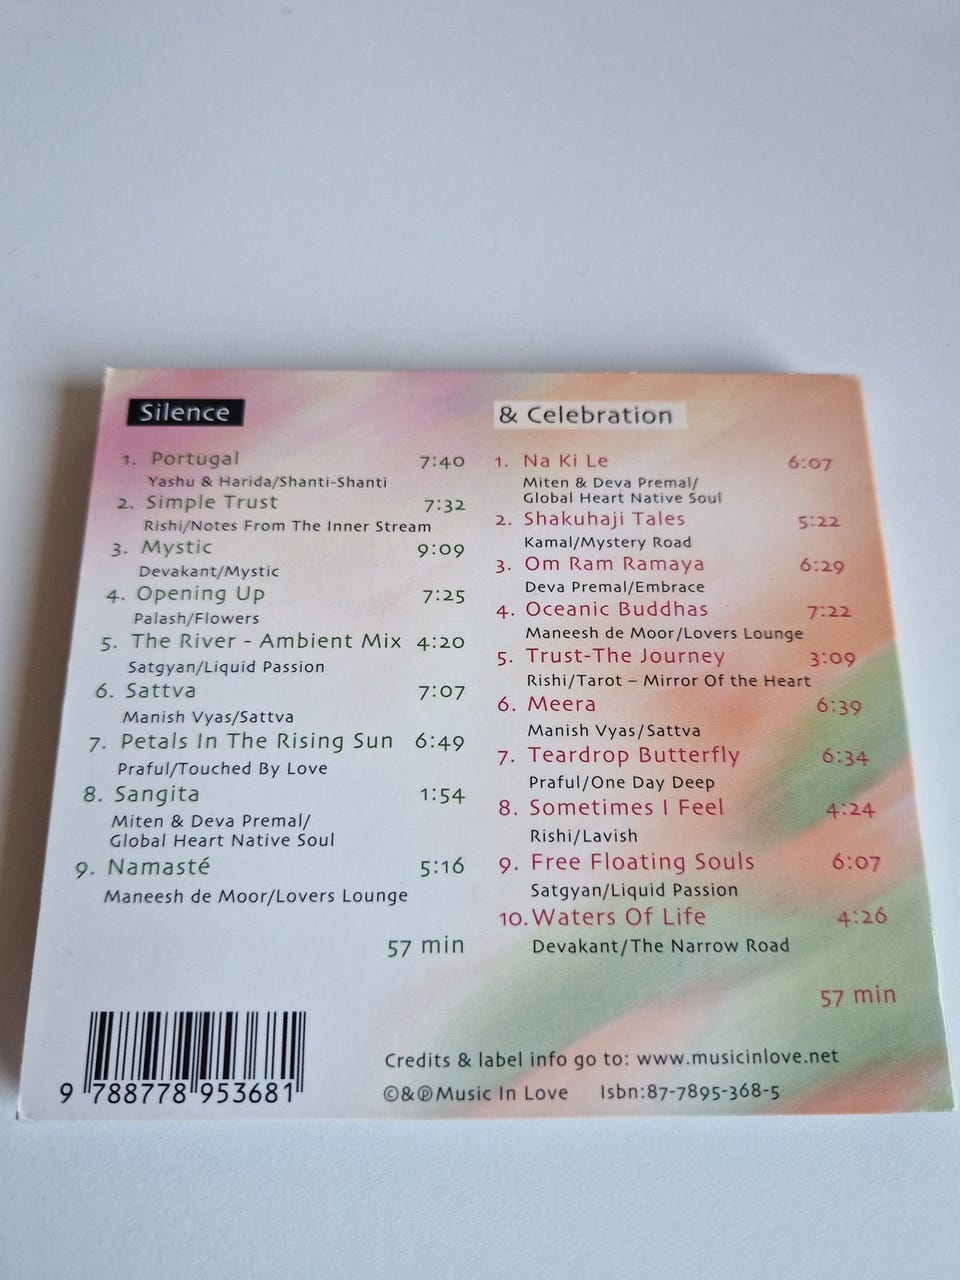 Silence
1. Portugal 7:40
Yashu & Harida/Shanti-Shanti
2. Simple Trust 7:32
Rishi/Notes From The Inner Stream
3. Mystic 9:09
Devakant/Mystic
4. Opening Up 7:25
Palash/Flowers
5. The River - Ambient Mix 4:20
Satgyan/Liquid Passion
6. Sattva 7:07
Manish Vyas/Sattva
7. Petals In The Rising Sun 6:49
Praful/Touched By Love
8. Sangita 1:54
Miten & Deva Premal/
Global Heart Native Soul
9. Namasté 5:16
Maneesh de Moor/Lovers Lounge
57 min
& Celebration
1. Na Ki Le 6:07
Miten & Deva Premal/
Global Heart Native Soul
2. Shakuhaji Tales 5:22
Kamal/Mystery Road
3. Om Ram Ramaya 6:29
Deva Premal/Embrace
4. Oceanic Buddhas 7:22
Maneesh de Moor/Lovers Lounge
5. Trust-The Journey 3:09
Rishi/Tarot – Mirror Of the Heart
6. Meera 6:39
Manish Vyas/Sattva
7. Teardrop Butterfly 6:34
Praful/One Day Deep
8. Sometimes I Feel 4:24
Rishi/Lavish
9. Free Floating Souls 6:07
Satgyan/Liquid Passion
10. Waters Of Life 4:26
Devakant/The Narrow Road
57 min
9 788778 953681
Credits & label info go to: www.musicinlove.net
©&℗Music In Love Isbn:87-7895-368-5